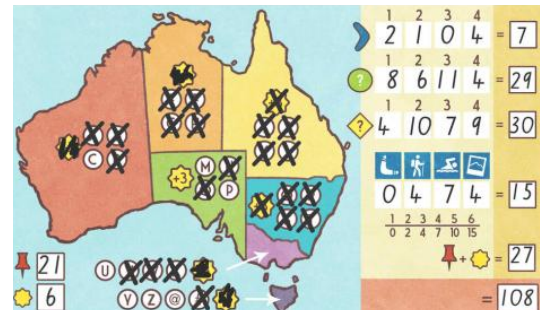 1 2 3 4
2 1 0 4 = 7
1 2 3 4
? 8 6 11 4 = 29
1 2 3 4
? 4 10 7 9 = 30
C
M
+3
P
0 4 7 4 = 15
1 2 3 4 5 6
0 2 4 7 10 15
21
+ = 27
U
6
Y Z @
= 108